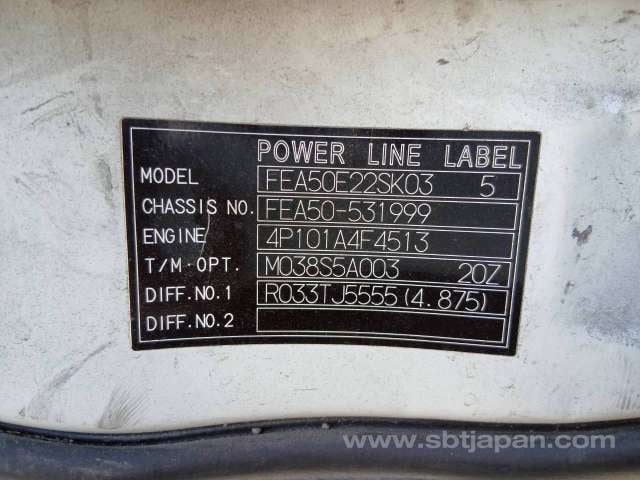 POWER LINE LABEL
MODEL FEA50E22SK03 5
CHASSIS NO. FEA50-531999
ENGINE 4P101A4F4513
T/M·OPT. M038S5A003 20Z
DIFF.NO.1 R033TJ5555(4.875)
DIFF.NO.2
www.sbtjapan.com